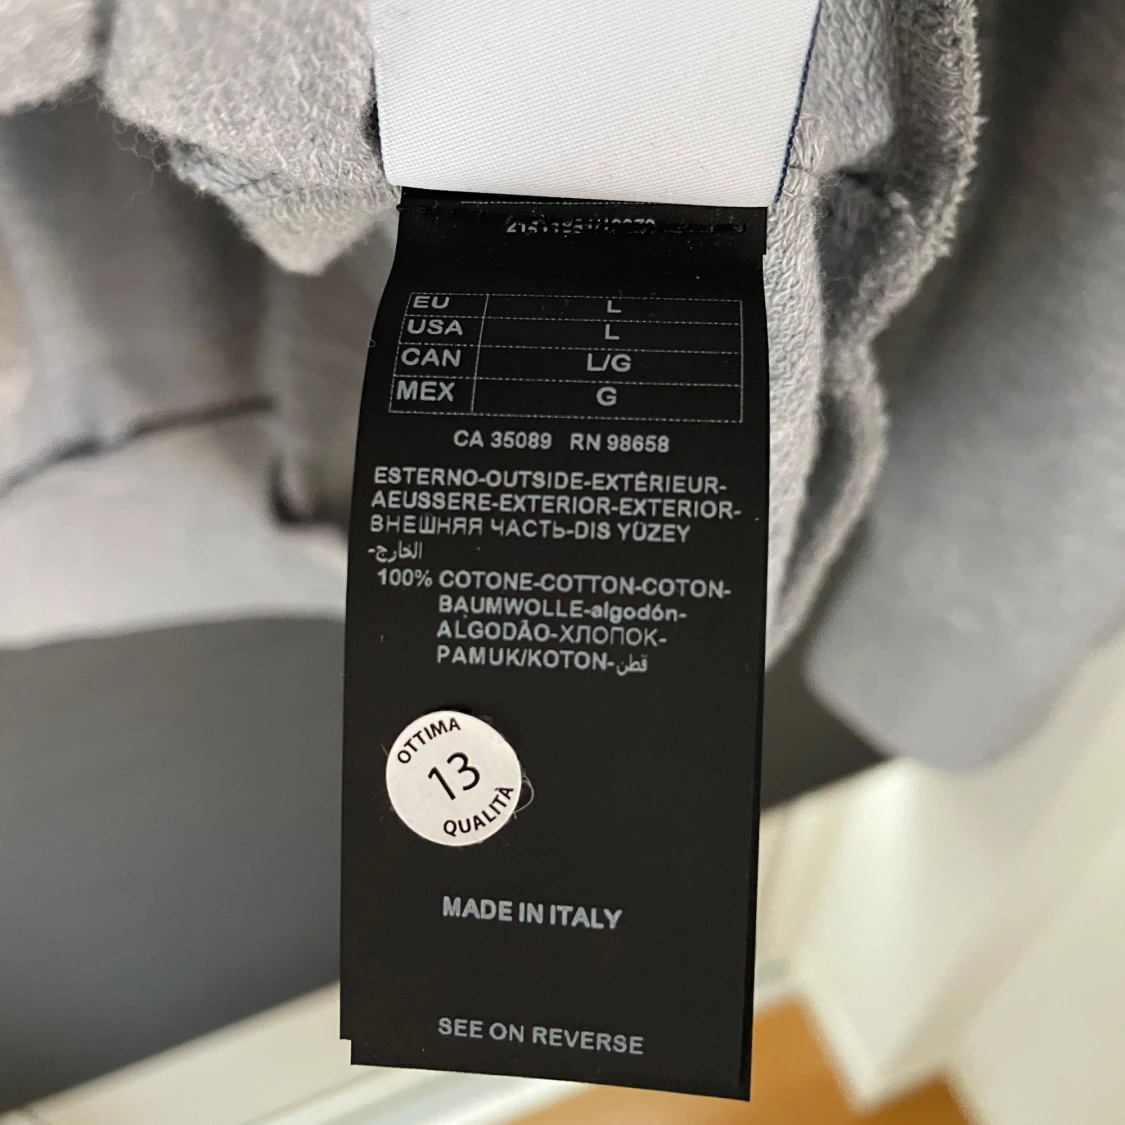 EU L
USA L
CAN L/G
MEX G
CA 35089 RN 98658
ESTERNO-OUTSIDE-EXTÉRIEUR-
AEUSSERE-EXTERIOR-EXTERIOR-
ВНЕШНЯЯ ЧАСТЬ-DIS YÜZEY
الخارج-
100% COTONE-COTTON-COTON-
BAUMWOLLE-algodón-
ALGODÃO-ХЛОПОК-
PAMUK/KOTON-قطن
OTTIMA
13
QUALITÀ
MADE IN ITALY
SEE ON REVERSE